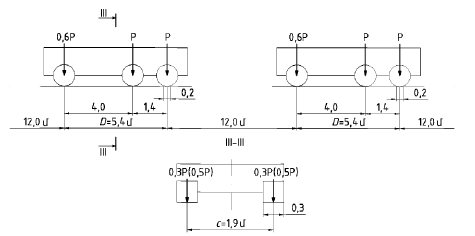 III
0,6P P P 0,6P P P
0,2 0,2
4,0 1,4 4,0 1,4
12,0 մ D=5,4 մ 12,0 մ D=5,4 մ 12,0 մ
III III-III
0,3P(0,5P) 0,3P(0,5P)
0,3
c=1,9 մ